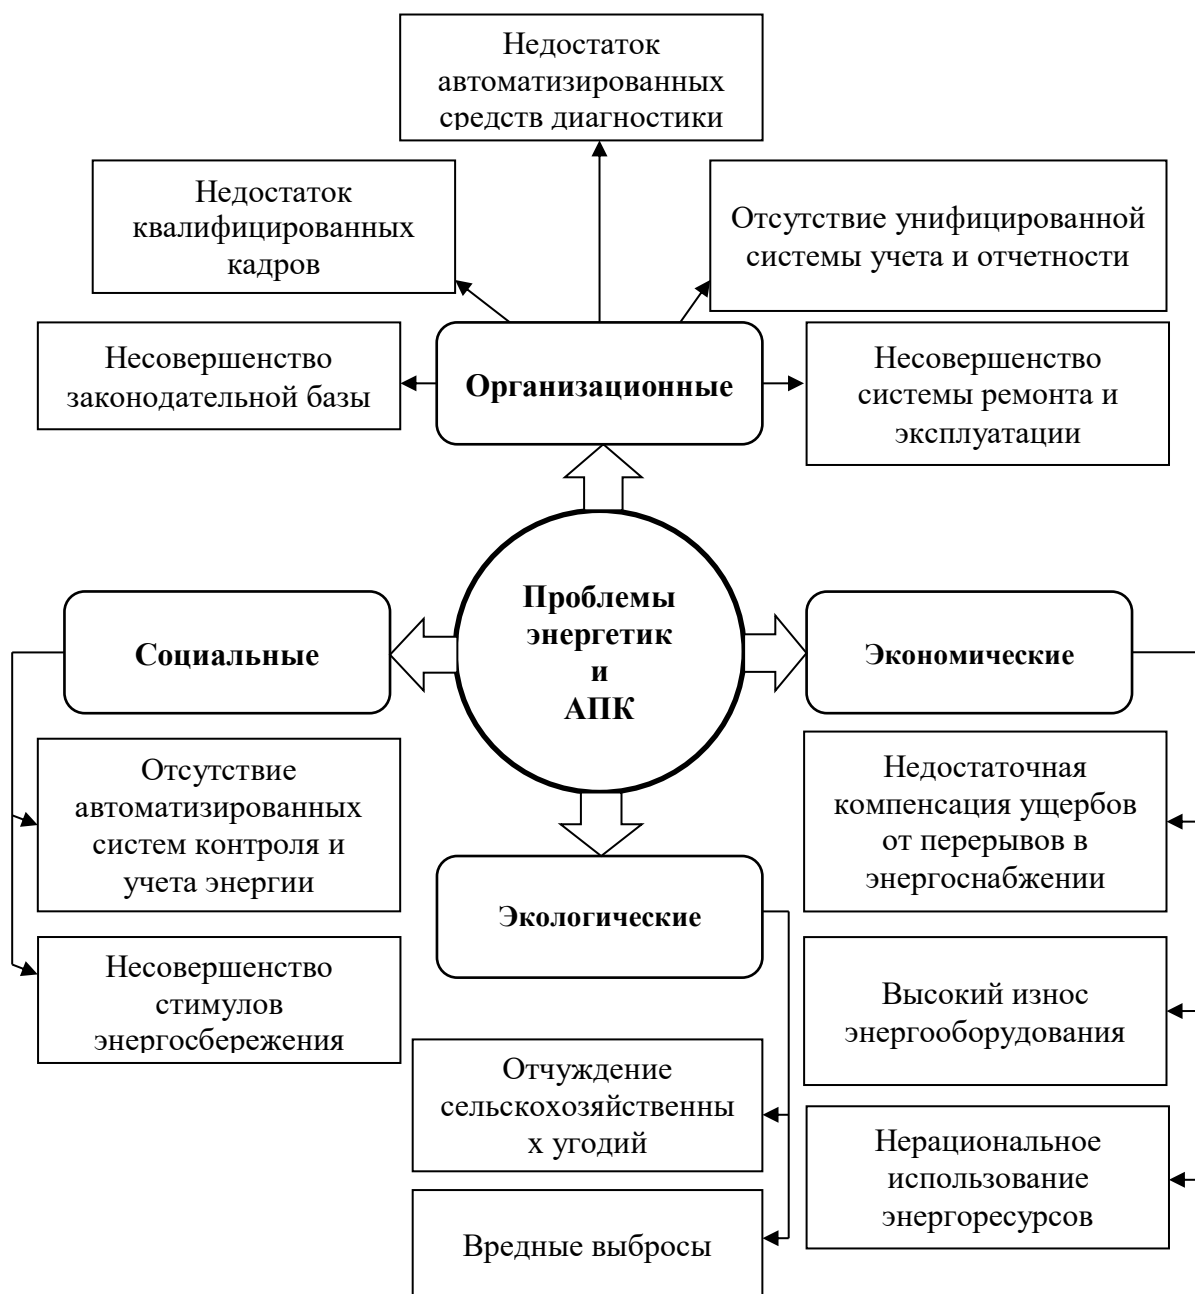 Недостаток
автоматизированных
средств диагностики
Недостаток
квалифицированных
кадров
Отсутствие унифицированной
системы учета и отчетности
Несовершенство
законодательной базы
Организационные
Несовершенство
системы ремонта и
эксплуатации
Проблемы
энергетик
и
АПК
Социальные
Экономические
Отсутствие
автоматизированных
систем контроля и
учета энергии
Несовершенство
стимулов
энергосбережения
Экологические
Отчуждение
сельскохозяйственны
х угодий
Вредные выбросы
Недостаточная
компенсация ущербов
от перерывов в
энергоснабжении
Высокий износ
энергооборудования
Нерациональное
использование
энергоресурсов